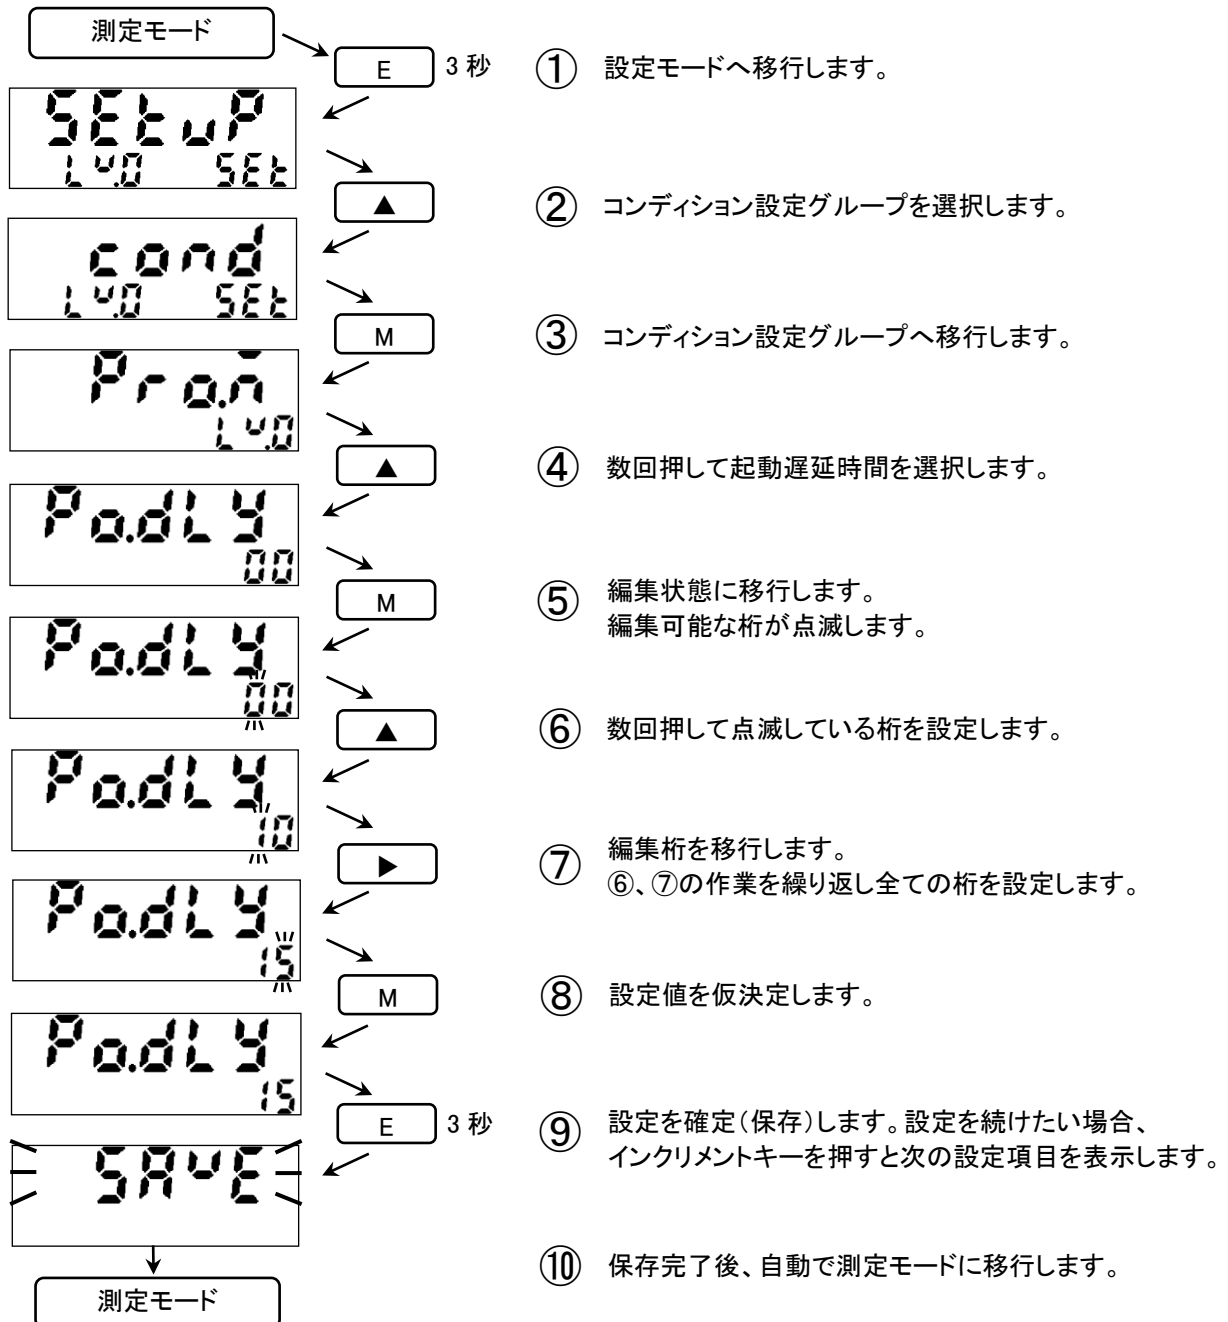 測定モード
E 3 秒 ① 設定モードへ移行します。
SEtuP
Lv.0 SEt
▲ ② コンディション設定グループを選択します。
cond
Lv.0 SEt
M ③ コンディション設定グループへ移行します。
Lv.0
▲ ④ 数回押して起動遅延時間を選択します。
Po.dLY
00
M ⑤ 編集状態に移行します。
編集可能な桁が点滅します。
Po.dLY
00
▲ ⑥ 数回押して点滅している桁を設定します。
Po.dLY
10
▶ ⑦ 編集桁を移行します。
⑥、⑦の作業を繰り返し全ての桁を設定します。
Po.dLY
15
M ⑧ 設定値を仮決定します。
Po.dLY
15
E 3 秒 ⑨ 設定を確定(保存)します。設定を続けたい場合、
インクリメントキーを押すと次の設定項目を表示します。
SAvE
⑩ 保存完了後、自動で測定モードに移行します。
測定モード